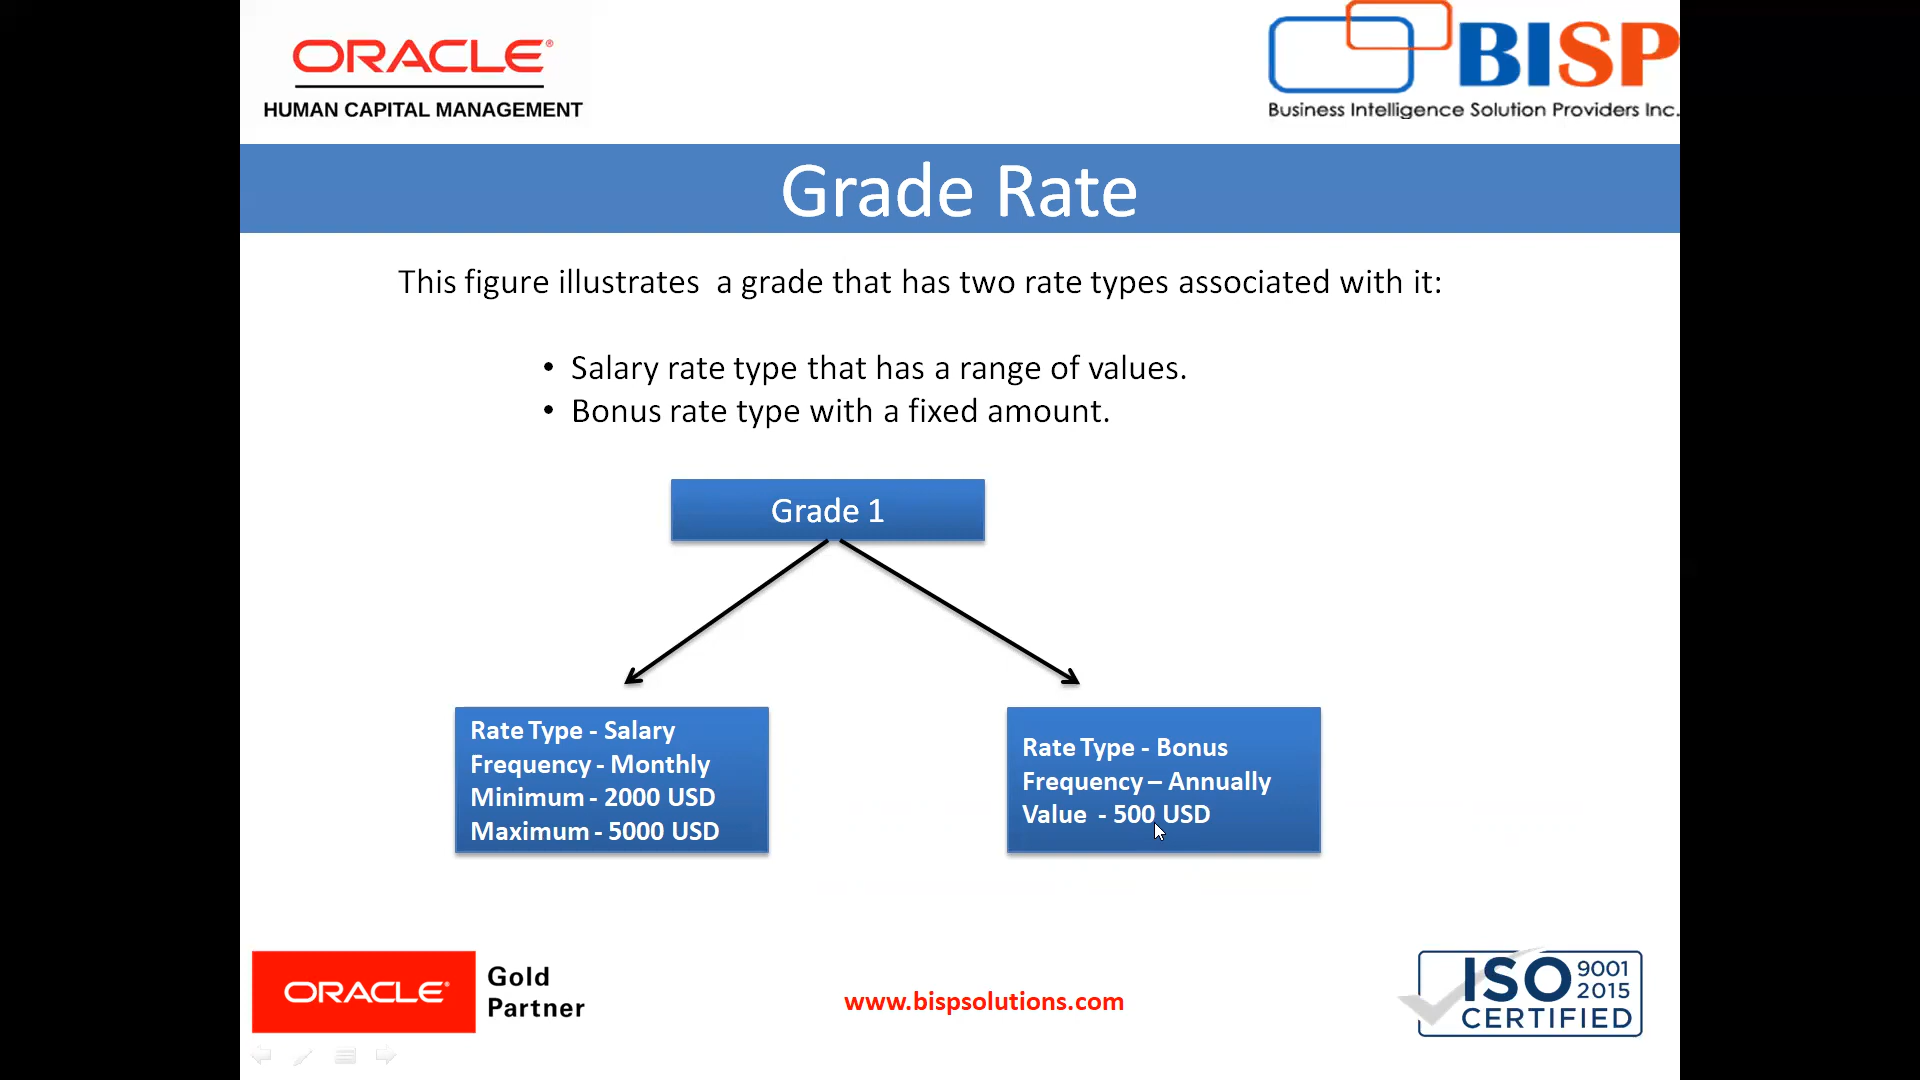 ORACLE®
HUMAN CAPITAL MANAGEMENT
BISP
Business Intelligence Solution Providers Inc.
Grade Rate
This figure illustrates a grade that has two rate types associated with it:
• Salary rate type that has a range of values.
• Bonus rate type with a fixed amount.
Grade 1
Rate Type - Salary
Frequency - Monthly
Minimum - 2000 USD
Maximum - 5000 USD
Rate Type - Bonus
Frequency – Annually
Value - 500 USD
ORACLE®
Gold
Partner
www.bispsolutions.com
ISO 9001
2015
CERTIFIED